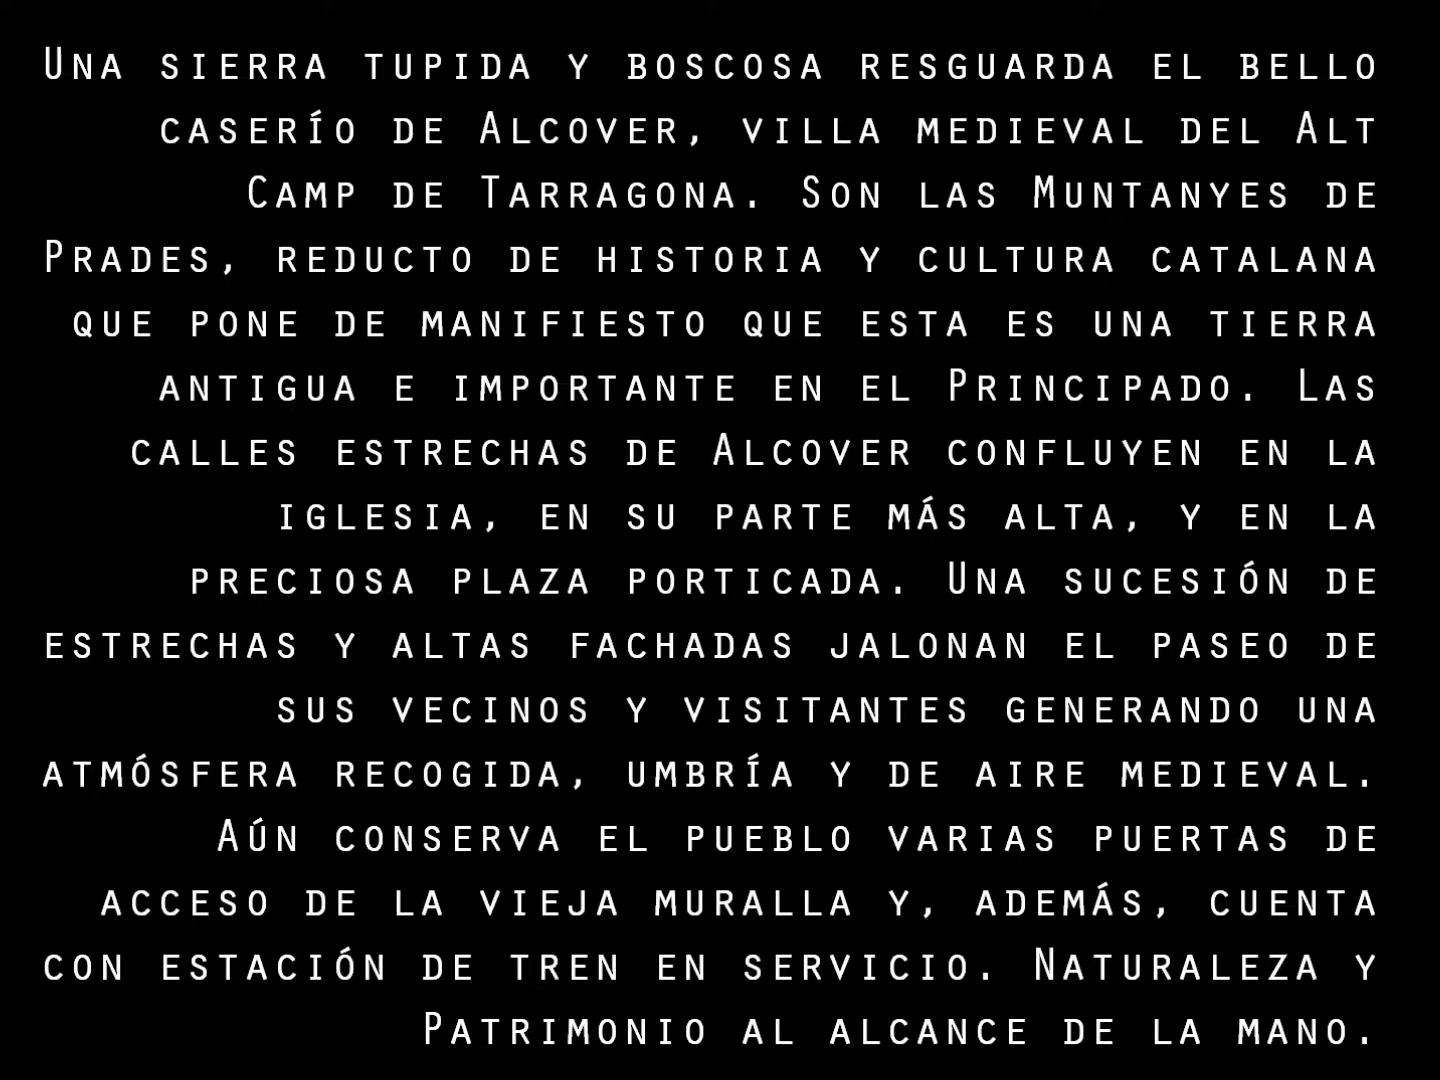 Una sierra tupida y boscosa resguarda el bello
caserío de Alcover, villa medieval del Alt
Camp de Tarragona. Son las Muntanyes de
Prades, reducto de historia y cultura catalana
que pone de manifiesto que esta es una tierra
antigua e importante en el Principado. Las
calles estrechas de Alcover confluyen en la
iglesia, en su parte más alta, y en la
preciosa plaza porticada. Una sucesión de
estrechas y altas fachadas jalonan el paseo de
sus vecinos y visitantes generando una
atmósfera recogida, umbría y de aire medieval.
Aún conserva el pueblo varias puertas de
acceso de la vieja muralla y, además, cuenta
con estación de tren en servicio. Naturaleza y
Patrimonio al alcance de la mano.